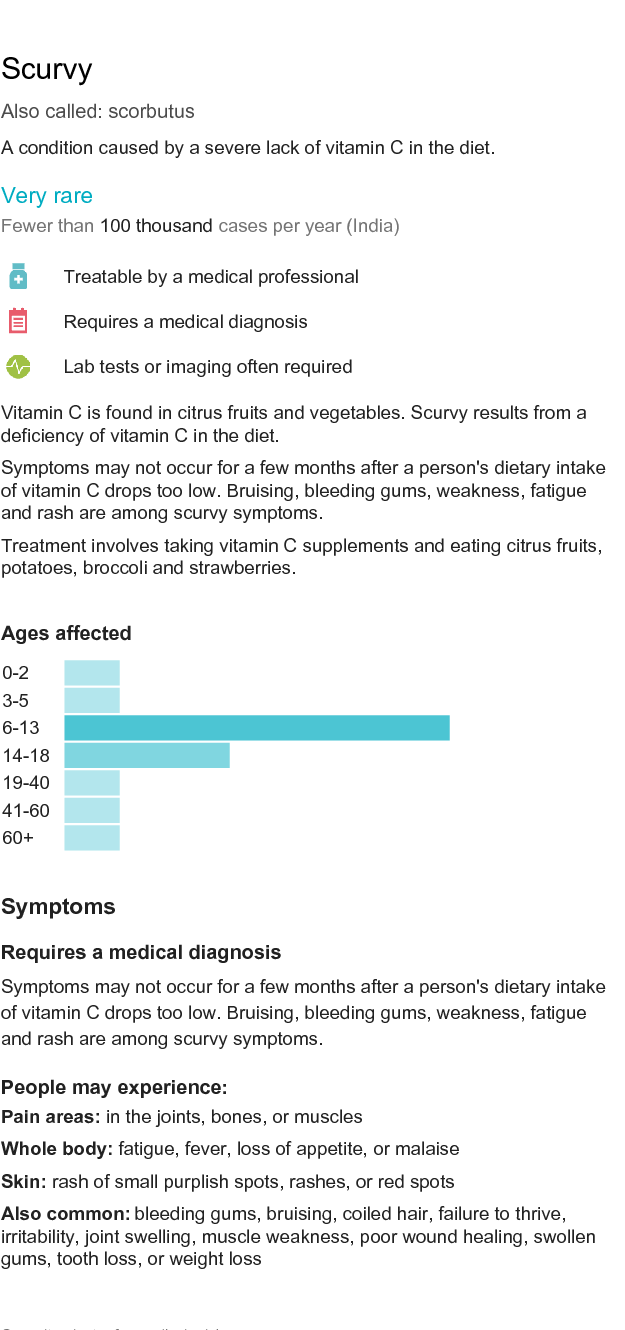 Scurvy
Also called: scorbutus
A condition caused by a severe lack of vitamin C in the diet.
Very rare
Fewer than 100 thousand cases per year (India)
Treatable by a medical professional
Requires a medical diagnosis
Lab tests or imaging often required
Vitamin C is found in citrus fruits and vegetables. Scurvy results from a
deficiency of vitamin C in the diet.
Symptoms may not occur for a few months after a person's dietary intake
of vitamin C drops too low. Bruising, bleeding gums, weakness, fatigue
and rash are among scurvy symptoms.
Treatment involves taking vitamin C supplements and eating citrus fruits,
potatoes, broccoli and strawberries.
Ages affected
0-2
3-5
6-13
14-18
19-40
41-60
60+
Symptoms
Requires a medical diagnosis
Symptoms may not occur for a few months after a person's dietary intake
of vitamin C drops too low. Bruising, bleeding gums, weakness, fatigue
and rash are among scurvy symptoms.
People may experience:
Pain areas: in the joints, bones, or muscles
Whole body: fatigue, fever, loss of appetite, or malaise
Skin: rash of small purplish spots, rashes, or red spots
Also common: bleeding gums, bruising, coiled hair, failure to thrive,
irritability, joint swelling, muscle weakness, poor wound healing, swollen
gums, tooth loss, or weight loss